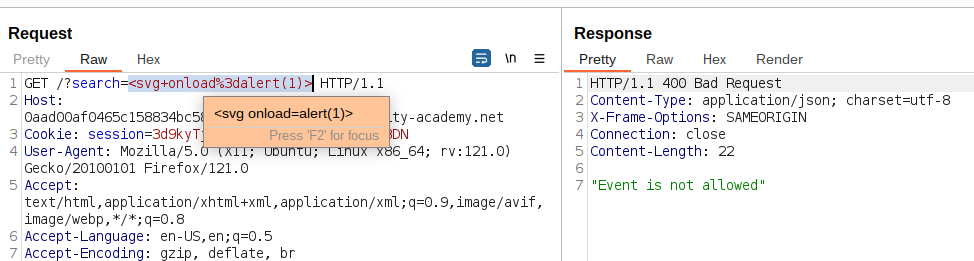 Request
Pretty Raw Hex \n
1 GET /?search=<svg+onload%3dalert(1)> HTTP/1.1
2 Host:
0aad00af0465c158834bc58 ity-academy.net
<svg onload=alert(1)>
Press 'F2' for focus
3 Cookie: session=3d9kyT 3DN
4 User-Agent: Mozilla/5.0 (X11; Ubuntu; Linux x86_64; rv:121.0)
Gecko/20100101 Firefox/121.0
5 Accept:
text/html,application/xhtml+xml,application/xml;q=0.9,image/avif,
image/webp,*/*;q=0.8
6 Accept-Language: en-US,en;q=0.5
7 Accept-Encoding: gzip, deflate, br
Response
Pretty Raw Hex Render
1 HTTP/1.1 400 Bad Request
2 Content-Type: application/json; charset=utf-8
3 X-Frame-Options: SAMEORIGIN
4 Connection: close
5 Content-Length: 22
6
7 "Event is not allowed"